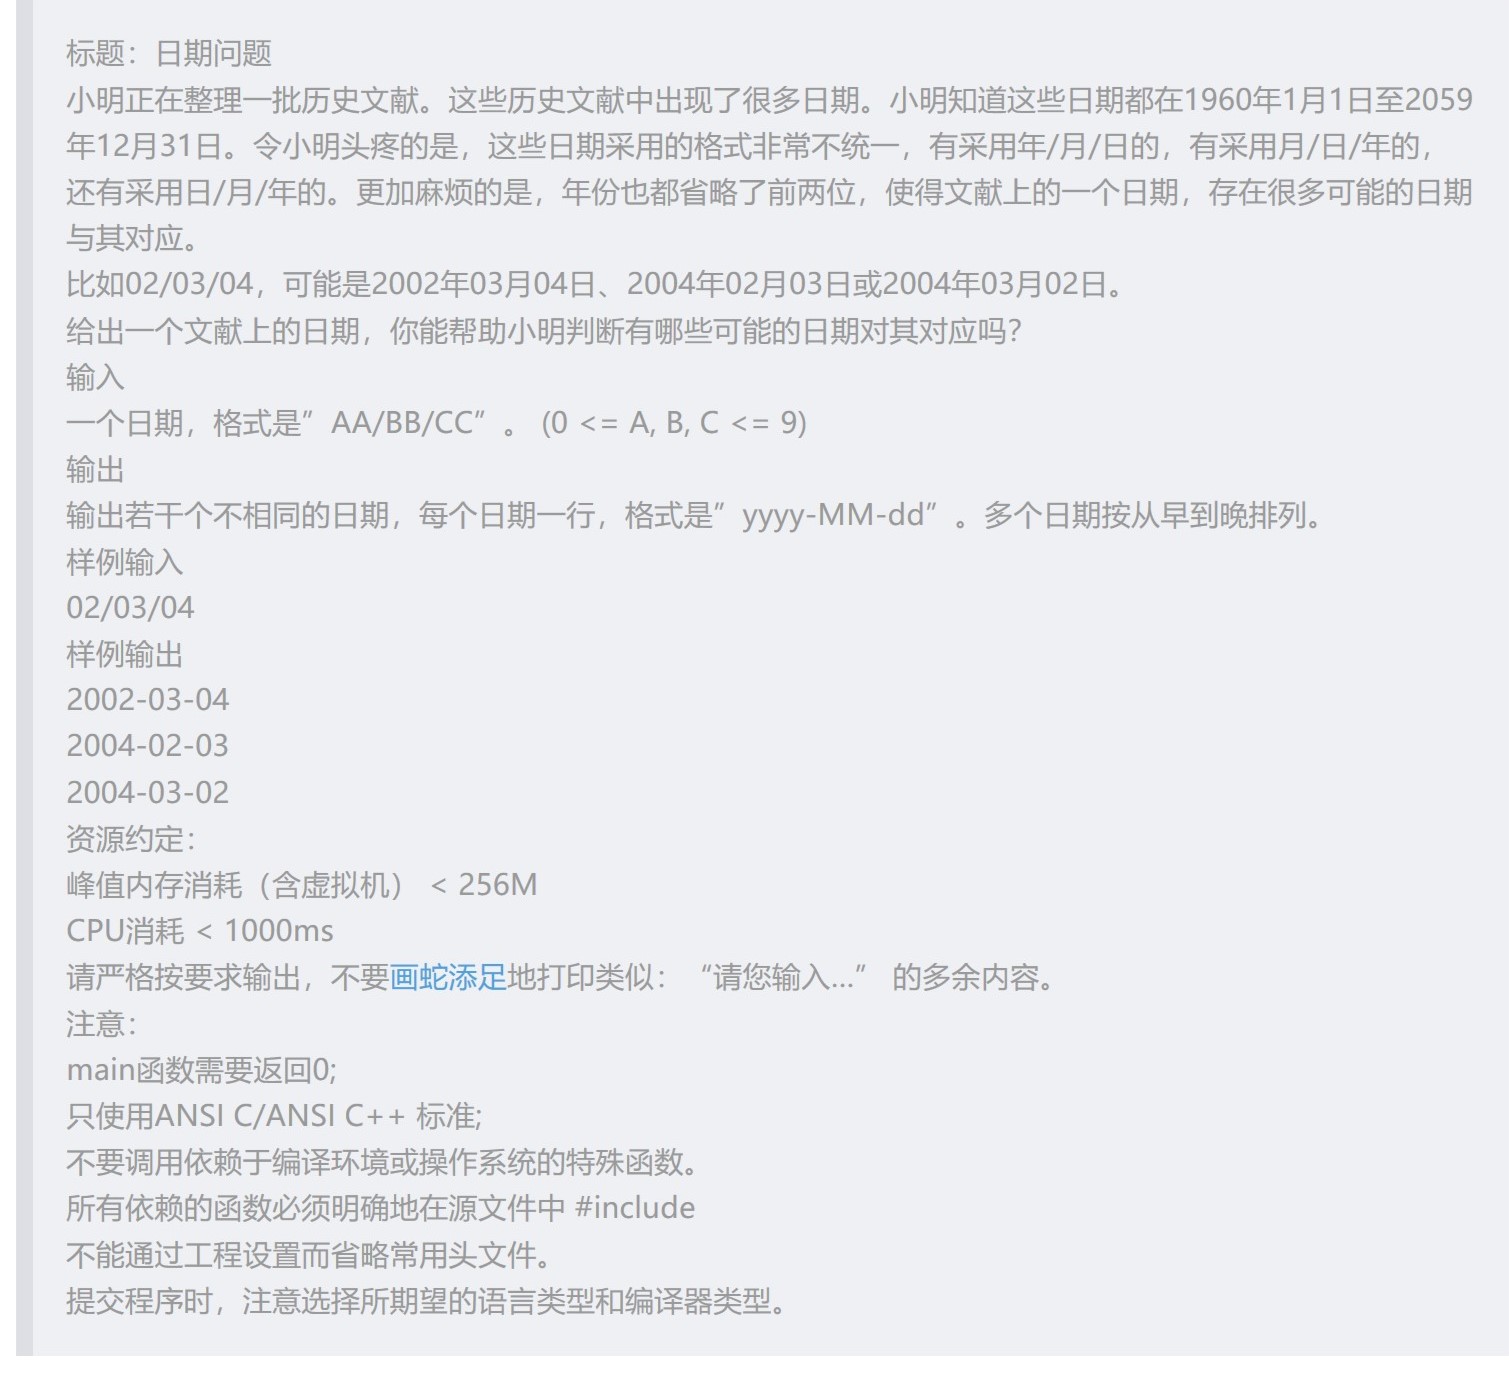 标题：日期问题
小明正在整理一批历史文献。这些历史文献中出现了很多日期。小明知道这些日期都在1960年1月1日至2059
年12月31日。令小明头疼的是，这些日期采用的格式非常不统一，有采用年/月/日的，有采用月/日/年的，
还有采用日/月/年的。更加麻烦的是，年份也都省略了前两位，使得文献上的一个日期，存在很多可能的日期
与其对应。
比如02/03/04，可能是2002年03月04日、2004年02月03日或2004年03月02日。
给出一个文献上的日期，你能帮助小明判断有哪些可能的日期对其对应吗？
输入
一个日期，格式是”AA/BB/CC”。 (0 <= A, B, C <= 9)
输出
输出若干个不相同的日期，每个日期一行，格式是”yyyy-MM-dd”。多个日期按从早到晚排列。
样例输入
02/03/04
样例输出
2002-03-04
2004-02-03
2004-03-02
资源约定：
峰值内存消耗（含虚拟机） < 256M
CPU消耗 < 1000ms
请严格按要求输出，不要画蛇添足地打印类似：“请您输入…” 的多余内容。
注意：
main函数需要返回0;
只使用ANSI C/ANSI C++ 标准;
不要调用依赖于编译环境或操作系统的特殊函数。
所有依赖的函数必须明确地在源文件中 #include
不能通过工程设置而省略常用头文件。
提交程序时，注意选择所期望的语言类型和编译器类型。